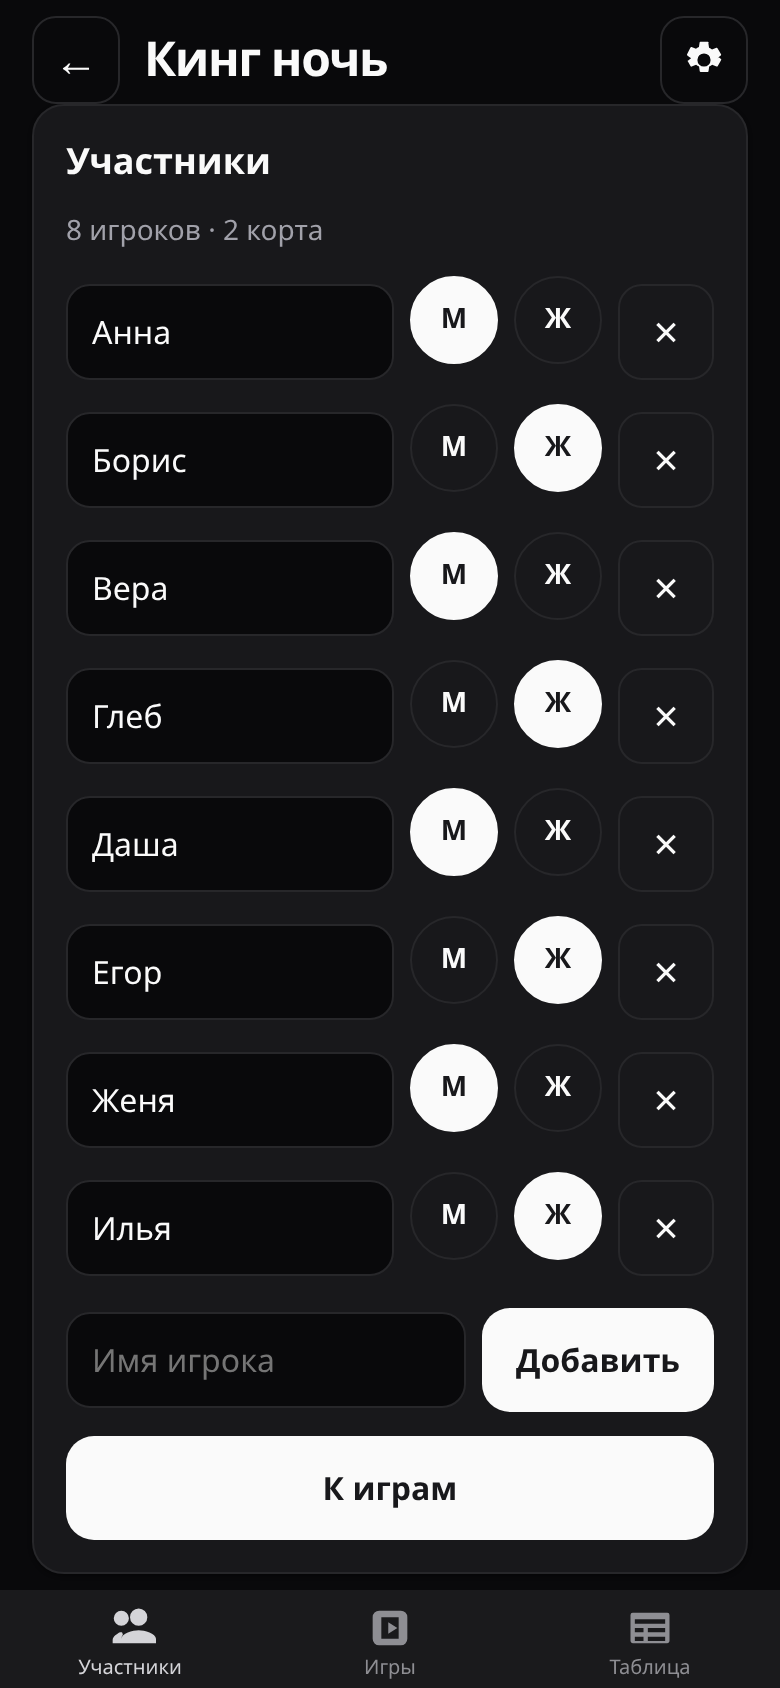 ← Кинг ночь
Участники
8 игроков · 2 корта
Анна М Ж ×
Борис М Ж ×
Вера М Ж ×
Глеб М Ж ×
Даша М Ж ×
Егор М Ж ×
Женя М Ж ×
Илья М Ж ×
Имя игрока Добавить
К играм
Участники Игры Таблица